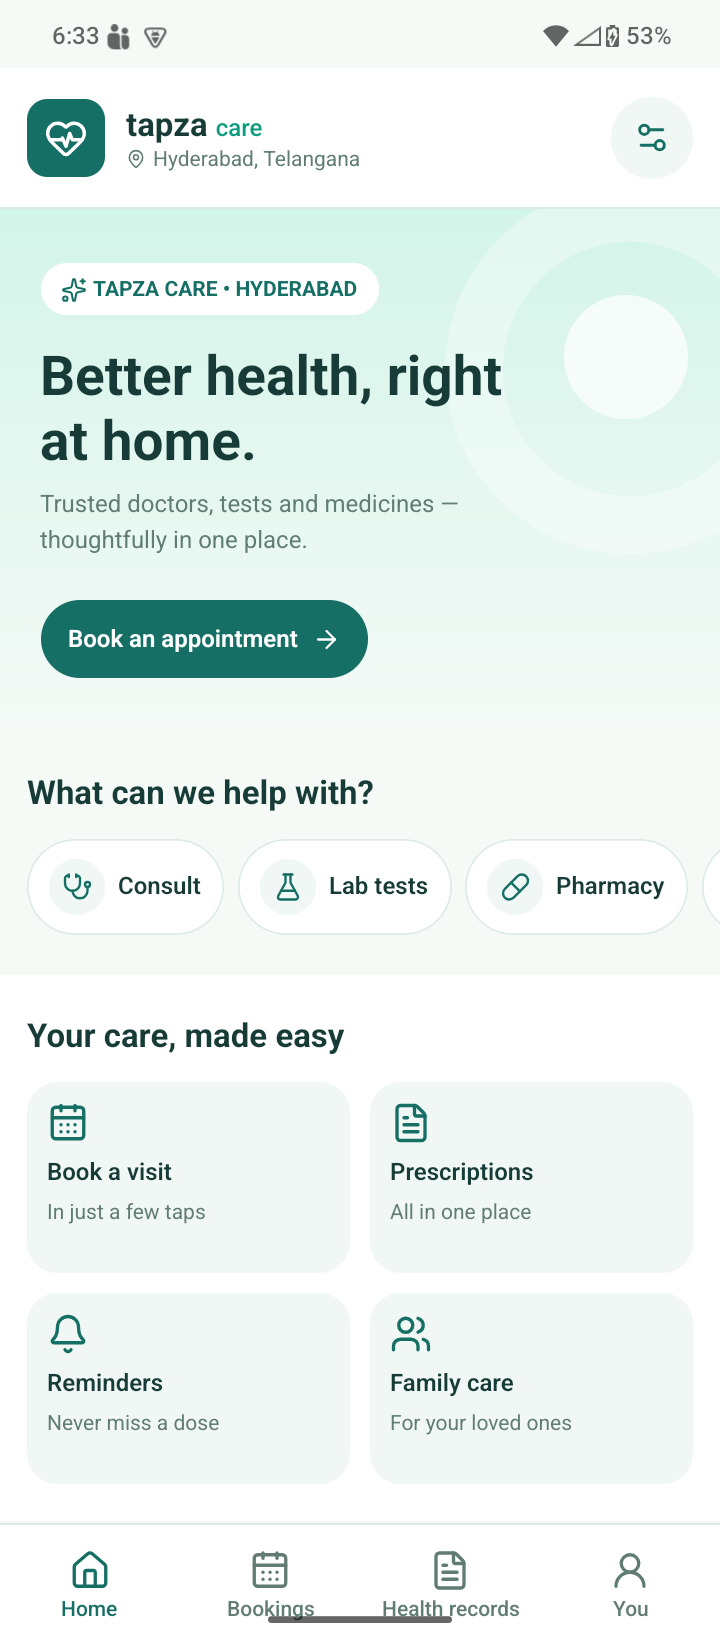 6:33
53%
tapza care
Hyderabad, Telangana
TAPZA CARE • HYDERABAD
Better health, right
at home.
Trusted doctors, tests and medicines —
thoughtfully in one place.
Book an appointment
What can we help with?
Consult
Lab tests
Pharmacy
Your care, made easy
Book a visit
In just a few taps
Prescriptions
All in one place
Reminders
Never miss a dose
Family care
For your loved ones
Home
Bookings
Health records
You